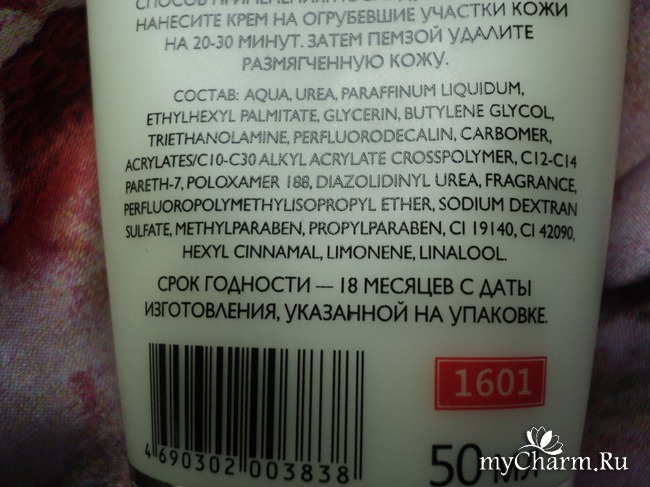 СПОСОБ ПРИМЕНЕНИЯ:
НАНЕСИТЕ КРЕМ НА ОГРУБЕВШИЕ УЧАСТКИ КОЖИ
НА 20-30 МИНУТ. ЗАТЕМ ПЕМЗОЙ УДАЛИТЕ
РАЗМЯГЧЕННУЮ КОЖУ.
СОСТАВ: AQUA, UREA, PARAFFINUM LIQUIDUM,
ETHYLHEXYL PALMITATE, GLYCERIN, BUTYLENE GLYCOL,
TRIETHANOLAMINE, PERFLUORODECALIN, CARBOMER,
ACRYLATES/C10-C30 ALKYL ACRYLATE CROSSPOLYMER, C12-C14
PARETH-7, POLOXAMER 188, DIAZOLIDINYL UREA, FRAGRANCE,
PERFLUOROPOLYMETHYLISOPROPYL ETHER, SODIUM DEXTRAN
SULFATE, METHYLPARABEN, PROPYLPARABEN, CI 19140, CI 42090,
HEXYL CINNAMAL, LIMONENE, LINALOOL.
СРОК ГОДНОСТИ — 18 МЕСЯЦЕВ С ДАТЫ
ИЗГОТОВЛЕНИЯ, УКАЗАННОЙ НА УПАКОВКЕ.
1601
4 690302 003838
50 МЛ
myCharm.Ru